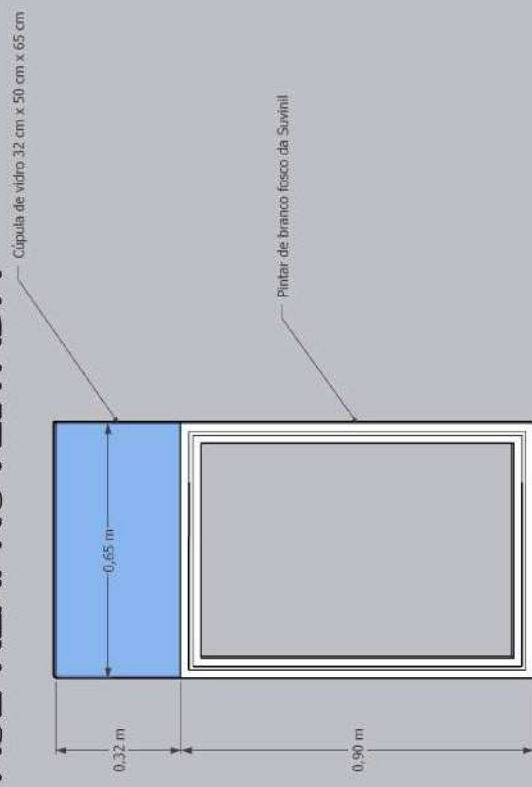 Cúpula de vidro 32 cm x 50 cm x 65 cm
0,65 m
0,32 m
Pintar de branco fosco da Suvinil
0,90 m